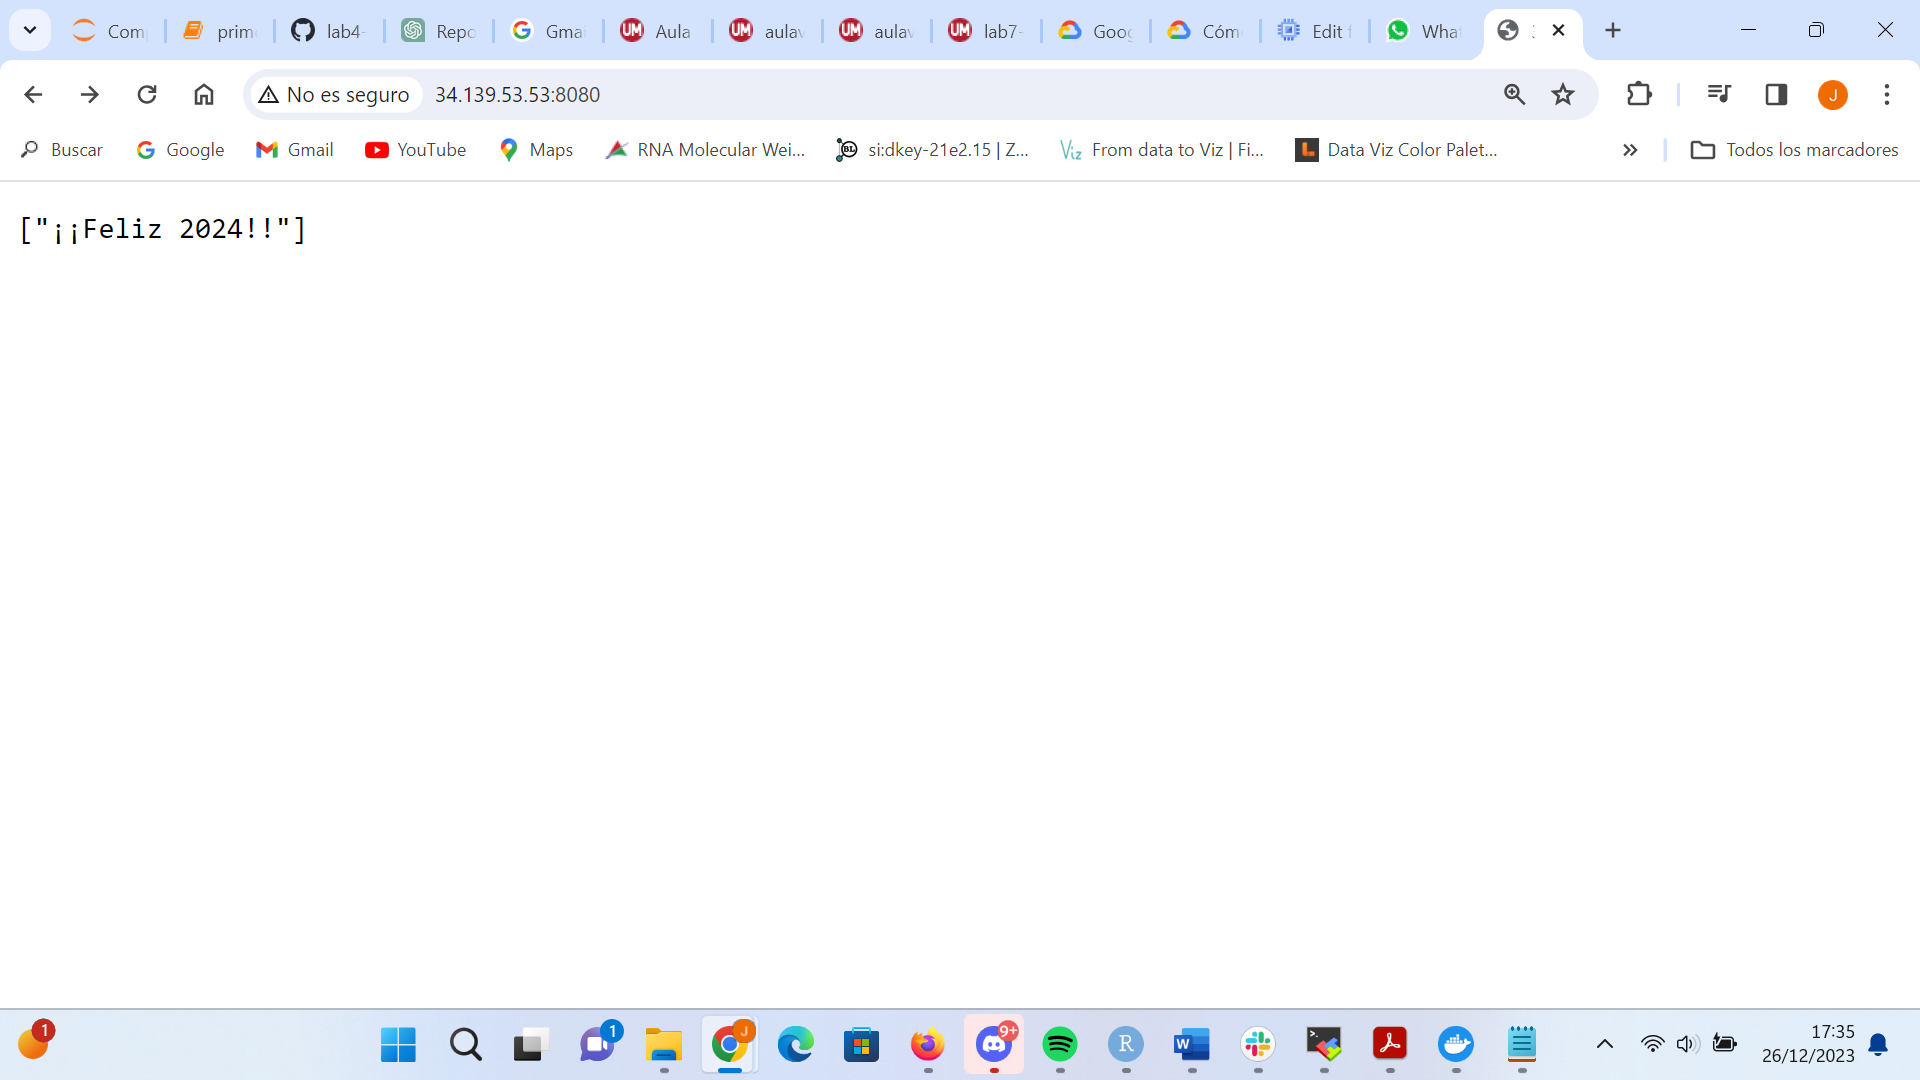 Com
prim
lab4-
Repo
Gmai
Aula
aulav
aulav
lab7-
Goog
Cóm
Edit f
What
No es seguro
34.139.53.53:8080
Buscar
Google
Gmail
YouTube
Maps
RNA Molecular Wei...
si:dkey-21e2.15 | Z...
From data to Viz | Fi...
Data Viz Color Palet...
Todos los marcadores
["¡¡Feliz 2024!!"]
1
1
9+
17:35
26/12/2023